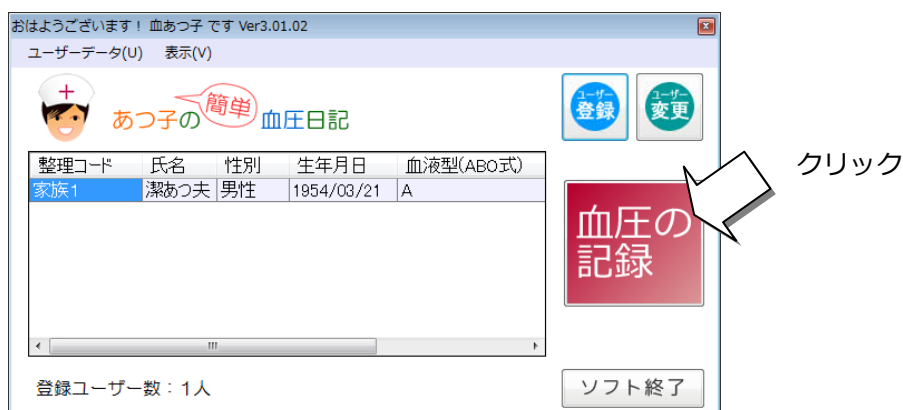 おはようございます! 血あつ子 です Ver3.01.02
ユーザーデータ(U) 表示(V)
あつ子の 簡単 血圧日記
ユーザー 登録
ユーザー 変更
整理コード 氏名 性別 生年月日 血液型(ABO式)
家族1 潔あつ夫 男性 1954/03/21 A
クリック
血圧の
記録
登録ユーザー数:1人
ソフト終了